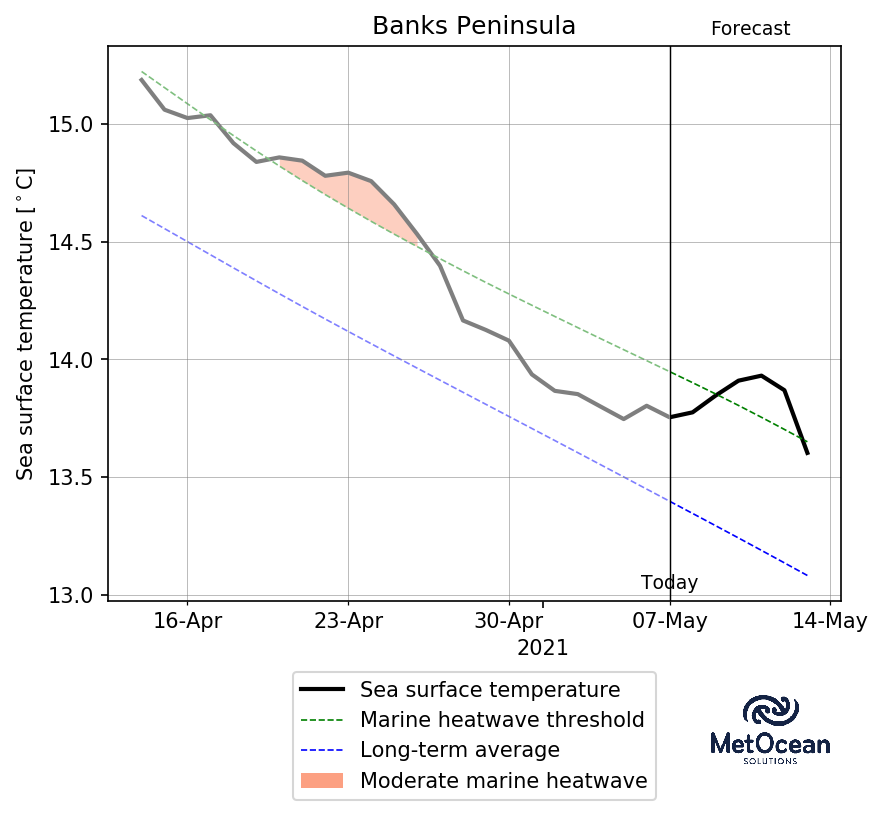 Banks Peninsula
Forecast
Sea surface temperature [°C]
15.0
14.5
14.0
13.5
13.0
Today
16-Apr 23-Apr 30-Apr 07-May 14-May
2021
Sea surface temperature
Marine heatwave threshold
Long-term average
Moderate marine heatwave
MetOcean
SOLUTIONS